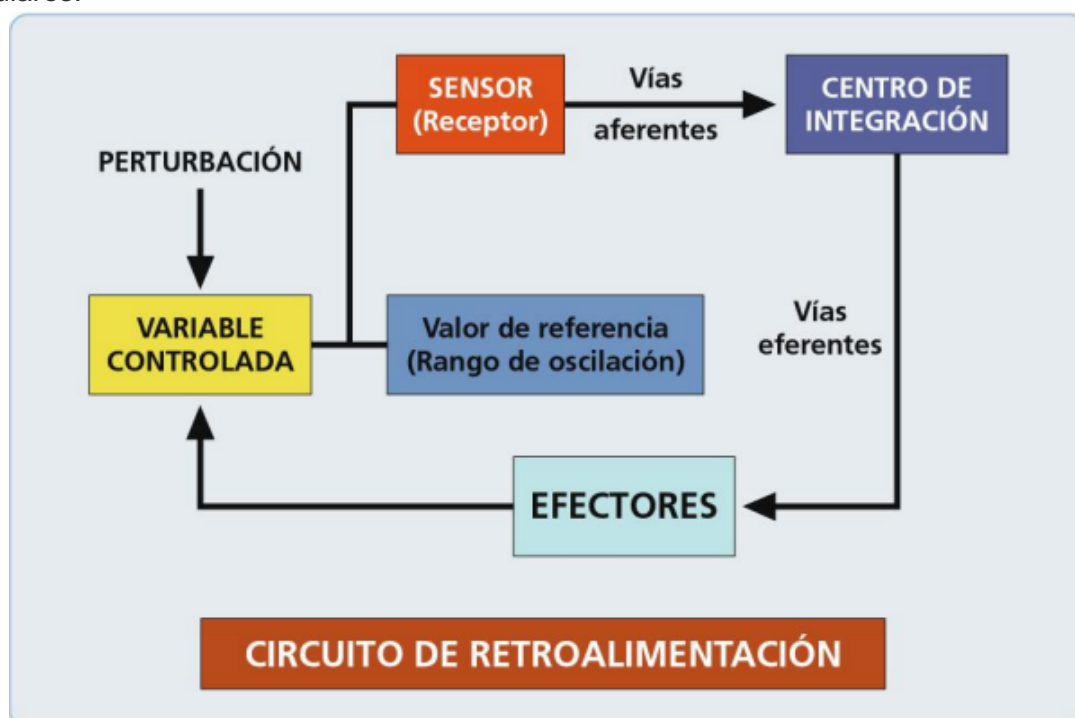 SENSOR
(Receptor)
Vías
aferentes
CENTRO DE
INTEGRACIÓN
PERTURBACIÓN
VARIABLE
CONTROLADA
Valor de referencia
(Rango de oscilación)
Vías
eferentes
EFECTORES
CIRCUITO DE RETROALIMENTACIÓN